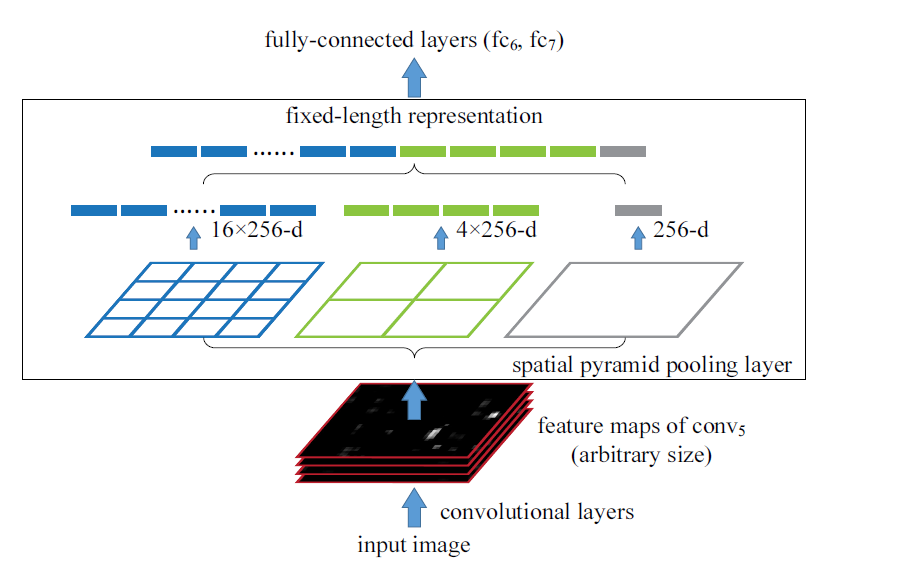 fully-connected layers (fc₆, fc₇)
fixed-length representation
......
......
16×256-d
4×256-d
256-d
spatial pyramid pooling layer
feature maps of conv₅
(arbitrary size)
convolutional layers
input image